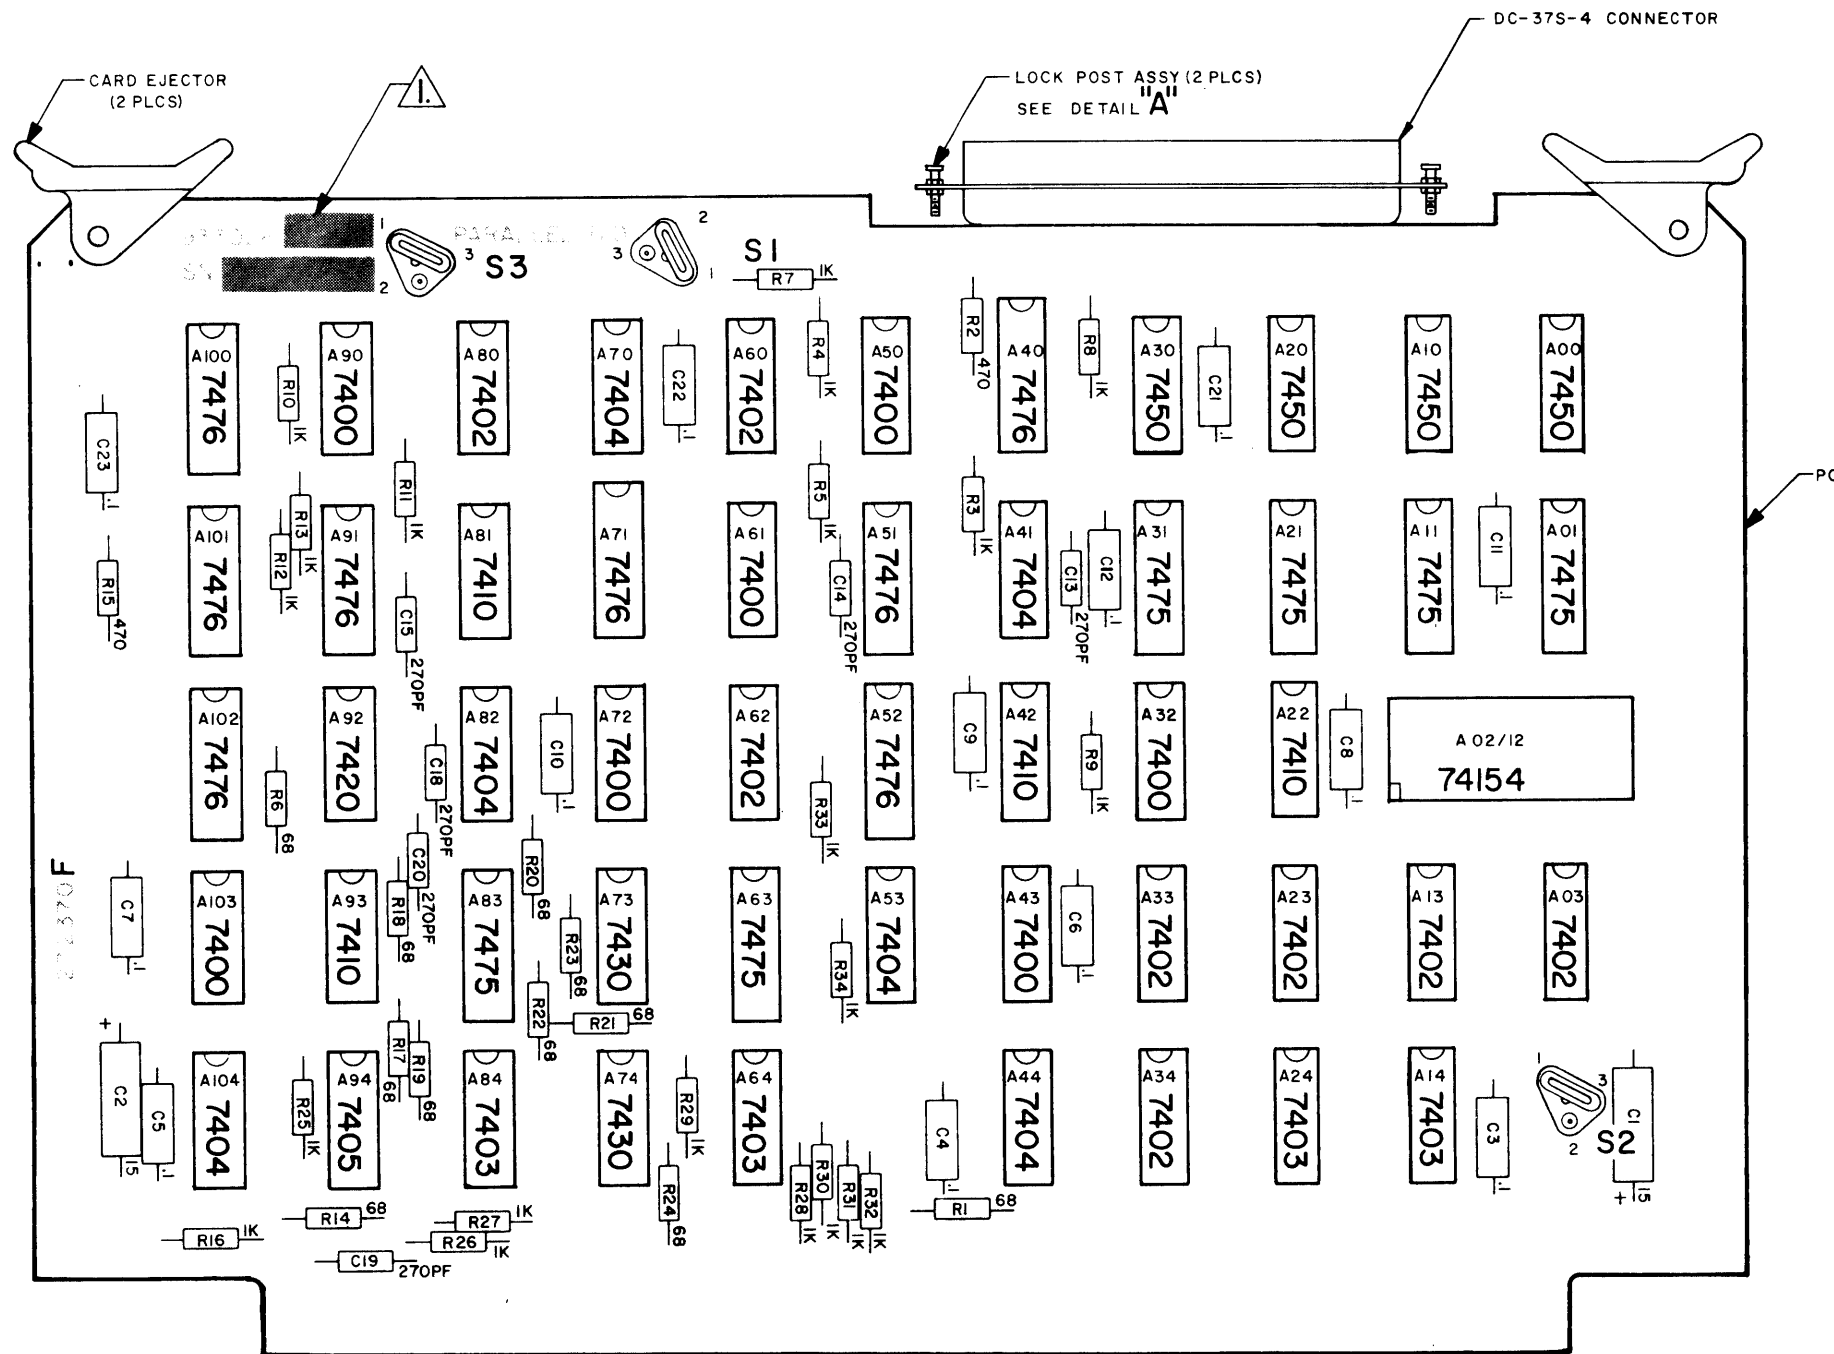 DC-37S-4 CONNECTOR
CARD EJECTOR
(2 PLCS)
1.
LOCK POST ASSY (2 PLCS)
SEE DETAIL "A"
1
2
3
S3
2
3
1
S1
R7 1K
A100 7476
R10 1K
A90 7400
A80 7402
A70 7404
C22 .1
A60 7402
R4 1K
A50 7400
R2 470
A40 7476
R8 1K
A30 7450
C21 .1
A20 7450
A10 7450
A00 7450
C23 .1
R11 1K
R15 470
A101 7476
R12 1K
R13 1K
A91 7476
C15 270PF
A81 7410
A71 7476
A61 7400
R5 1K
C14 270PF
A51 7476
R3 1K
A41 7404
C13 270PF
C12 .1
A31 7475
A21 7475
A11 7475
C11 .1
A01 7475
PC
A102 7476
R6 68
A92 7420
C18 270PF
A82 7404
C10 .1
A72 7400
A62 7402
R33 1K
A52 7476
C9 .1
A42 7410
R9 1K
A32 7400
A22 7410
C8 .1
A02/12
74154
F
C7 .1
A103 7400
A93 7410
R18 68
C20 270PF
A83 7475
R20 68
R23 68
R22 68
R21 68
A73 7430
A63 7475
R34 1K
A53 7404
A43 7400
C6 .1
A33 7402
A23 7402
A13 7402
A03 7402
+ C2 15
C5 .1
A104 7404
R25 1K
A94 7405
R17 68
R19 68
A84 7403
A74 7430
R29 1K
R24 68
A64 7403
R28 1K
R30 1K
R31 1K
R32 1K
C4 .1
R1 68
A44 7404
A34 7402
A24 7403
A14 7403
C3 .1
1
3
2
S2
C1
+ 15
R16 1K
R14 68
R27 1K
R26 1K
C19 270PF